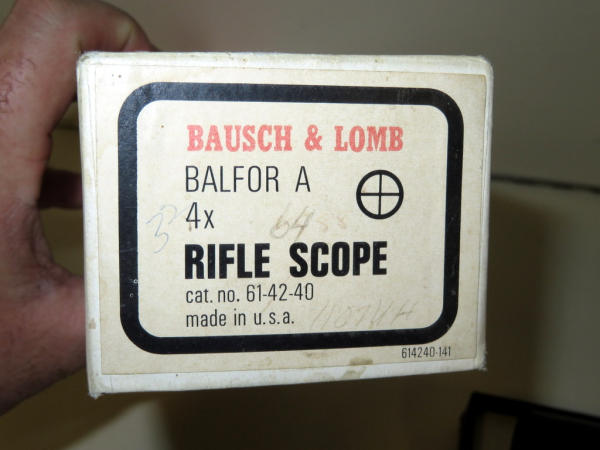 BAUSCH & LOMB
BALFOR A
4x
RIFLE SCOPE
cat. no. 61-42-40
made in u.s.a.
614240-141